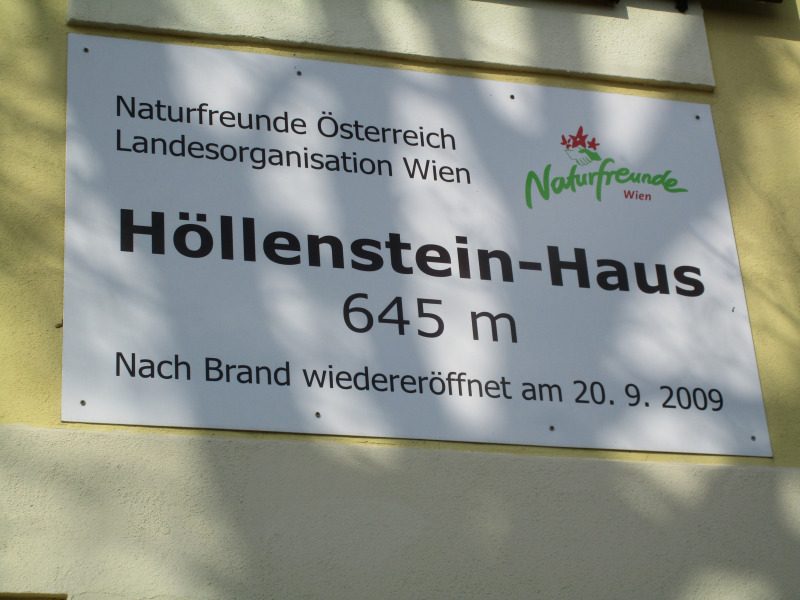 Naturfreunde Österreich
Landesorganisation Wien
Naturfreunde
Wien
Höllenstein-Haus
645 m
Nach Brand wiedereröffnet am 20. 9. 2009